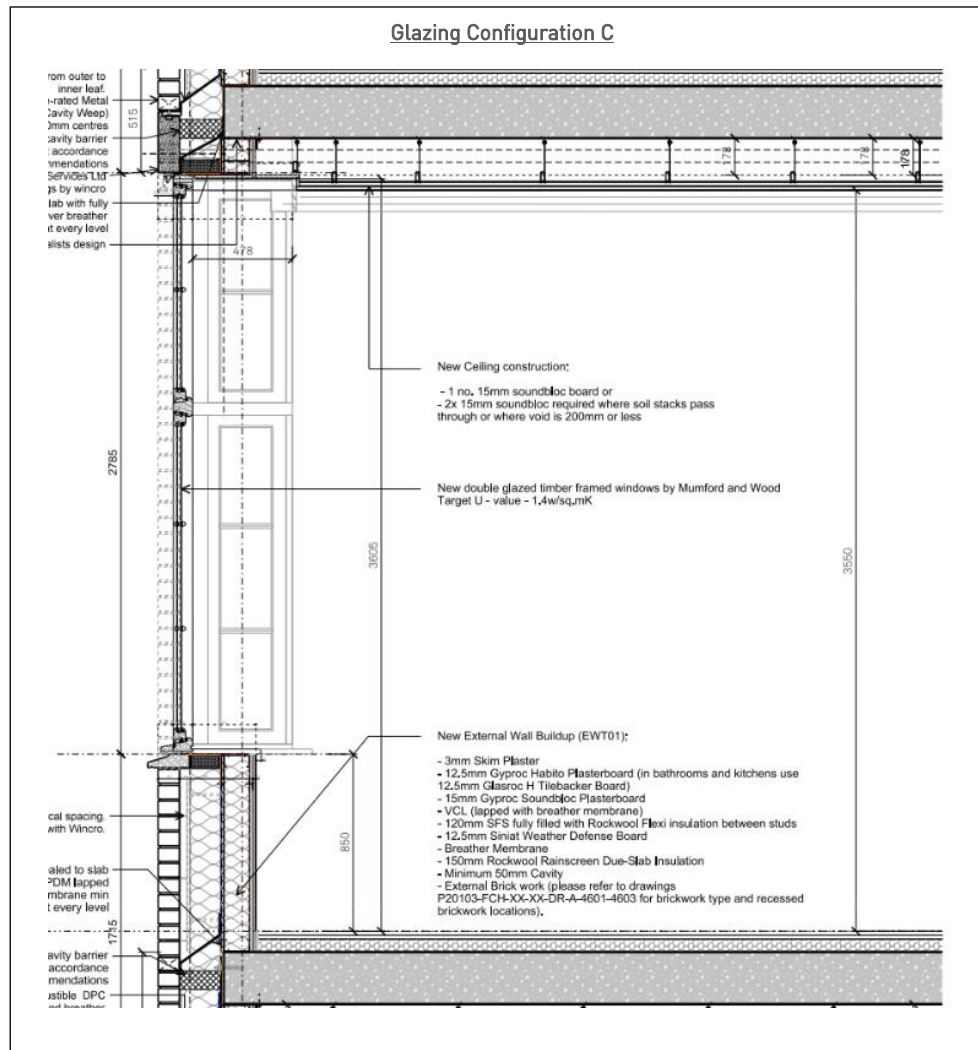 Glazing Configuration C
rom outer to
inner leaf.
-rated Metal
Cavity Weep)
0mm centres
cavity barrier
accordance
mmendations
Services Ltd
gs by wincro
lab with fully
ver breather
at every level
alists design
515
178
178
178
478
New Ceiling construction:
- 1 no. 15mm soundbloc board or
- 2x 15mm soundbloc required where soil stacks pass
through or where void is 200mm or less
2785
New double glazed timber framed windows by Mumford and Wood
Target U - value - 1.4w/sq.mK
3605
3550
New External Wall Buildup (EWT01):
- 3mm Skim Plaster
- 12.5mm Gyproc Habito Plasterboard (in bathrooms and kitchens use
12.5mm Glasroc H Tilebacker Board)
- 15mm Gyproc Soundbloc Plasterboard
- VCL (lapped with breather membrane)
- 120mm SFS fully filled with Rockwool Flexi insulation between studs
- 12.5mm Siniat Weather Defense Board
- Breather Membrane
- 150mm Rockwool Rainscreen Due-Slab Insulation
- Minimum 50mm Cavity
- External Brick work (please refer to drawings
P20103-FCH-XX-XX-DR-A-4601-4603 for brickwork type and recessed
brickwork locations).
cal spacing.
with Wincro.
850
aled to slab
PDM lapped
mbrane min
t every level
1715
avity barrier
accordance
mendations
ustible DPC
nd breather